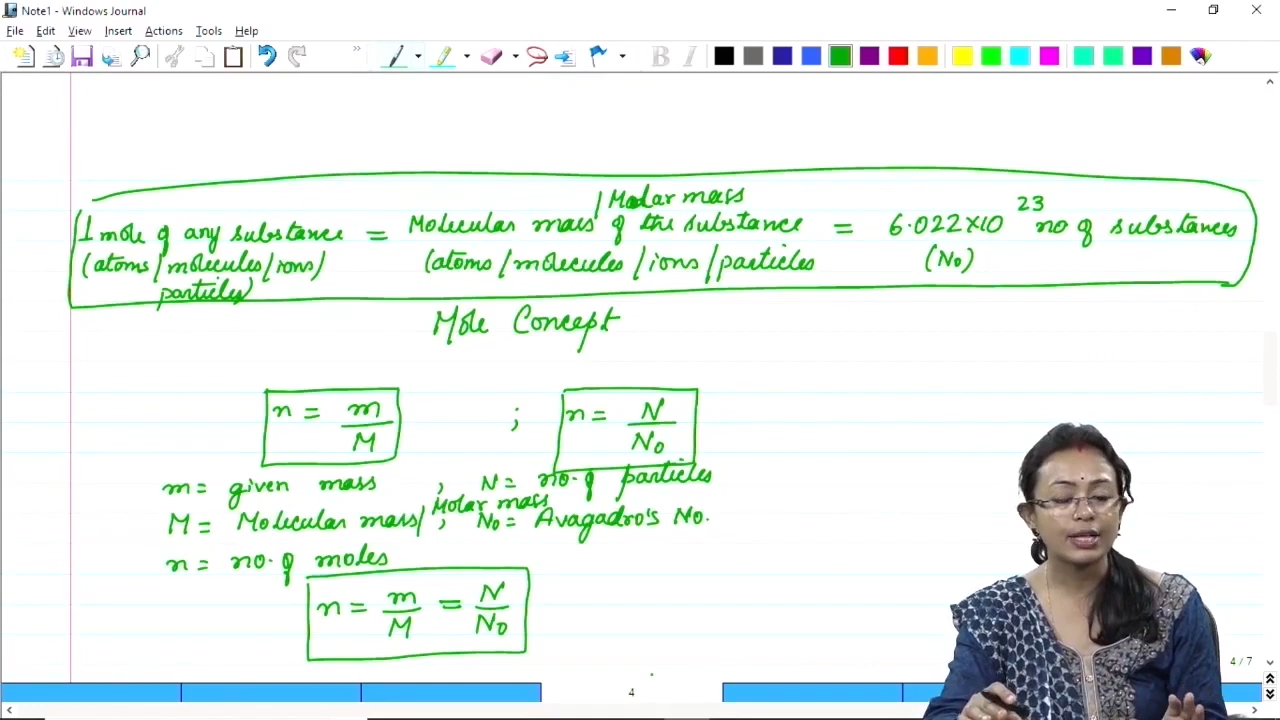 Note1 - Windows Journal
File Edit View Insert Actions Tools Help
B I
/Molar mass
1 mole of any substance = Molecular mass of the substance = 6.022×10 23 no of substances
(atoms/molecules/ions/ (atoms/molecules/ions/particles (N₀)
particles)
Mole Concept
n = m/M ; n = N/N₀
m = given mass , N = no. of particles
Molar mass
M = Molecular mass/ ; N₀ = Avagadro's No.
n = no. of moles
n = m/M = N/N₀
4/7
4